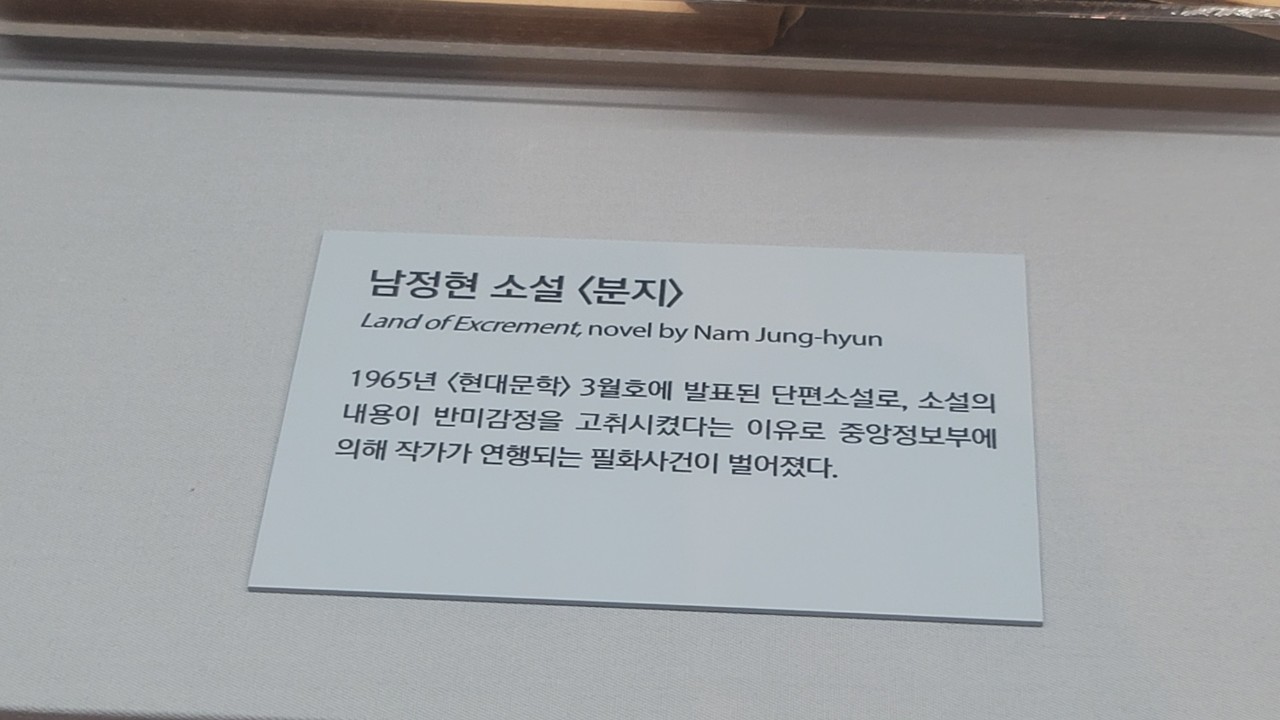 남정현 소설 〈분지〉
Land of Excrement, novel by Nam Jung-hyun
1965년 〈현대문학〉 3월호에 발표된 단편소설로, 소설의
내용이 반미감정을 고취시켰다는 이유로 중앙정보부에
의해 작가가 연행되는 필화사건이 벌어졌다.